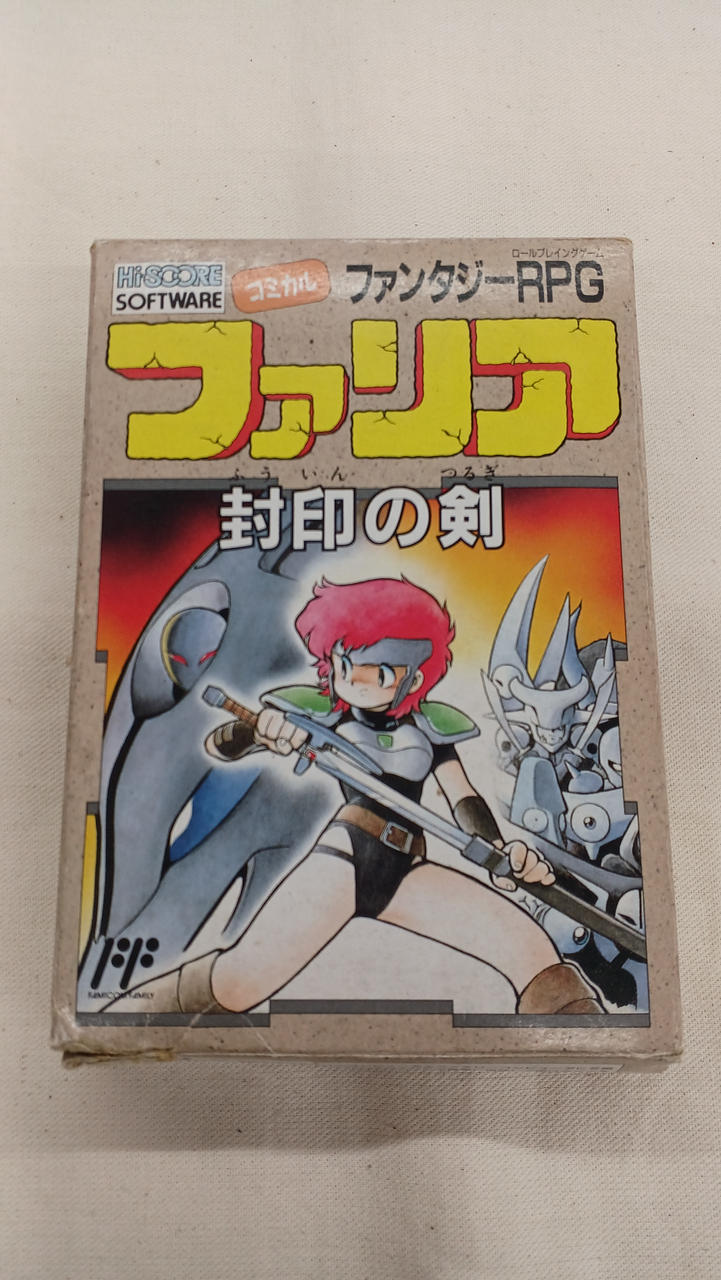 Hi-SCORE
SOFTWARE
コミカル
ロールプレイングゲーム
ファンタジーRPG
ファリア
ふういん つるぎ
封印の剣
FAMICOM FAMILY